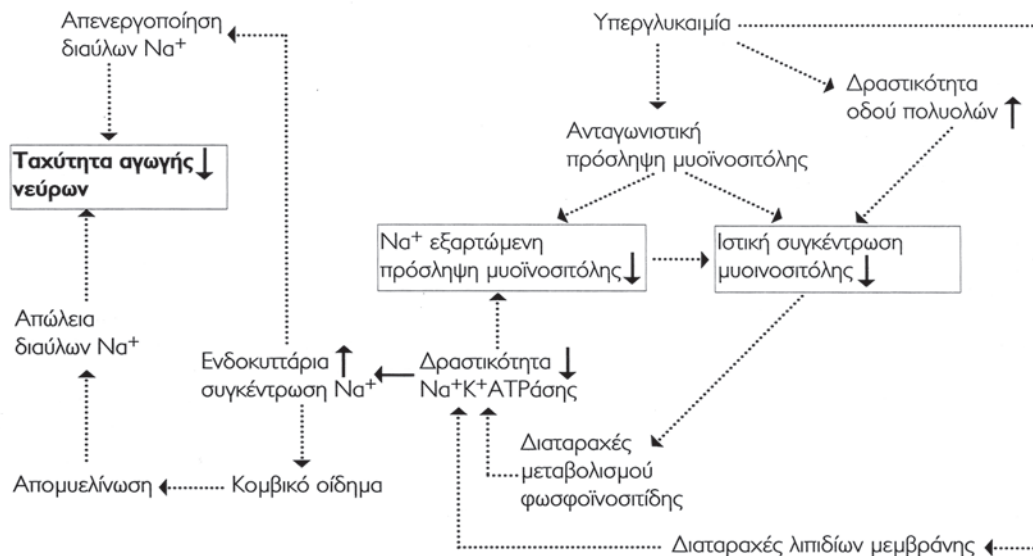 Απενεργοποίηση
διαύλων Na⁺
Υπεργλυκαιμία
Δραστικότητα
οδού πολυολών
Ανταγωνιστική
πρόσληψη μυοϊνοσιτόλης
Ταχύτητα αγωγής
νεύρων
Na⁺ εξαρτώμενη
πρόσληψη μυοϊνοσιτόλης
Ιστική συγκέντρωση
μυοινοσιτόλης
Απώλεια
διαύλων Na⁺
Ενδοκυττάρια
συγκέντρωση Na⁺
Δραστικότητα
Na⁺K⁺ATPάσης
Διαταραχές
μεταβολισμού
φωσφοϊνοσιτίδης
Απομυελίνωση
Κομβικό οίδημα
Διαταραχές λιπιδίων μεμβράνης